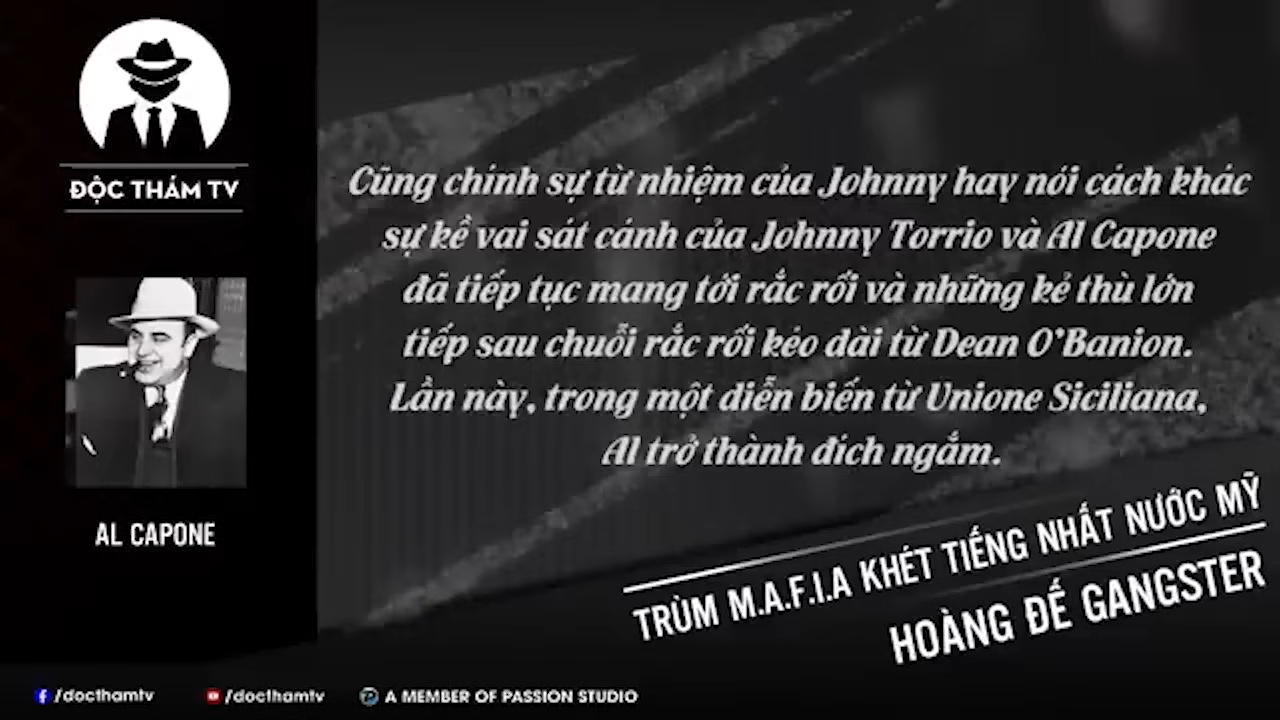 ĐỘC THÁM TV
AL CAPONE
Cũng chính sự từ nhiệm của Johnny hay nói cách khác
sự kề vai sát cánh của Johnny Torrio và Al Capone
đã tiếp tục mang tới rắc rối và những kẻ thù lớn
tiếp sau chuỗi rắc rối kéo dài từ Dean O'Banion.
Lần này, trong một diễn biến từ Unione Siciliana,
Al trở thành đích ngắm.
TRÙM M.A.F.I.A KHÉT TIẾNG NHẤT NƯỚC MỸ
HOÀNG ĐẾ GANGSTER
/docthamtv /docthamtv A MEMBER OF PASSION STUDIO